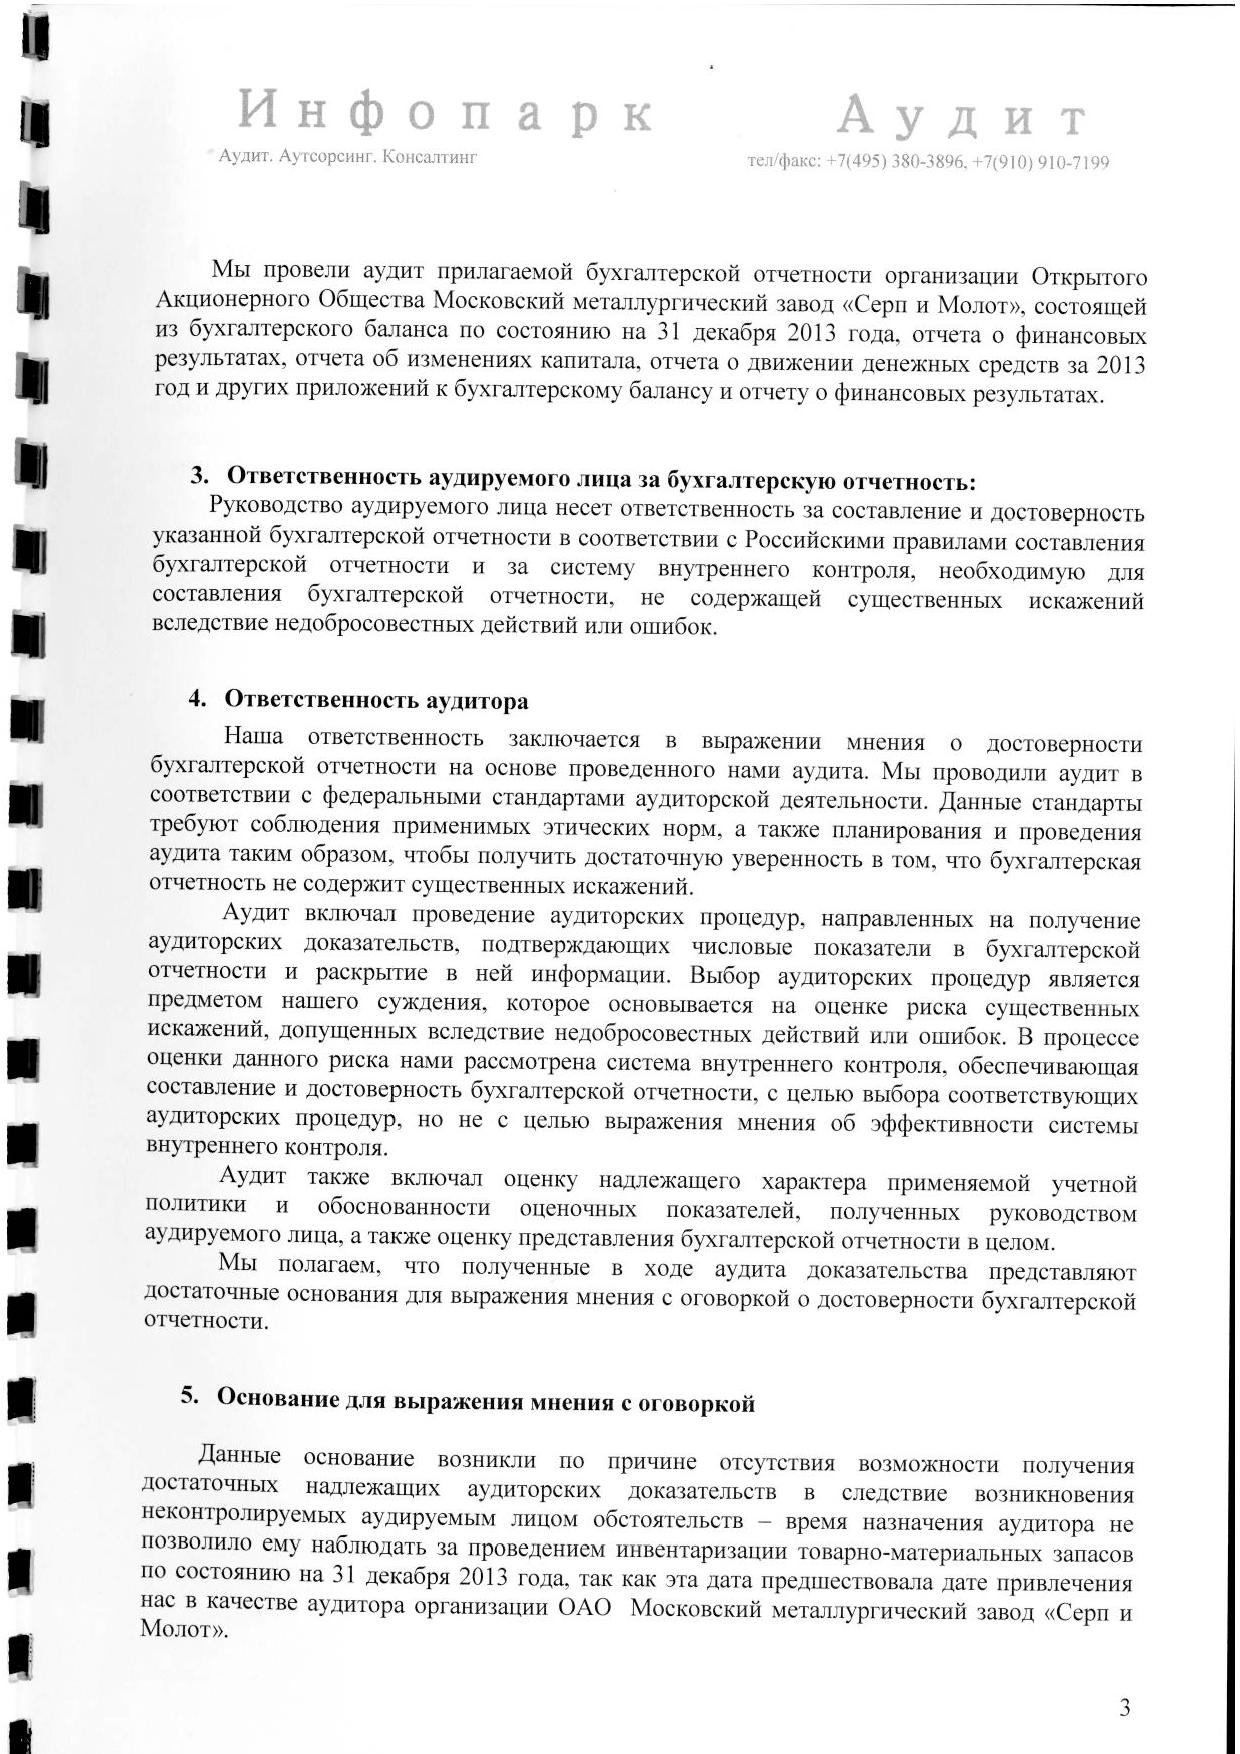 Инфопарк Аудит
Аудит. Аутсорсинг. Консалтинг тел/факс: +7(495) 380-3896, +7(910) 910-7199
Мы провели аудит прилагаемой бухгалтерской отчетности организации Открытого
Акционерного Общества Московский металлургический завод «Серп и Молот», состоящей
из бухгалтерского баланса по состоянию на 31 декабря 2013 года, отчета о финансовых
результатах, отчета об изменениях капитала, отчета о движении денежных средств за 2013
год и других приложений к бухгалтерскому балансу и отчету о финансовых результатах.
3. Ответственность аудируемого лица за бухгалтерскую отчетность:
Руководство аудируемого лица несет ответственность за составление и достоверность
указанной бухгалтерской отчетности в соответствии с Российскими правилами составления
бухгалтерской отчетности и за систему внутреннего контроля, необходимую для
составления бухгалтерской отчетности, не содержащей существенных искажений
вследствие недобросовестных действий или ошибок.
4. Ответственность аудитора
Наша ответственность заключается в выражении мнения о достоверности
бухгалтерской отчетности на основе проведенного нами аудита. Мы проводили аудит в
соответствии с федеральными стандартами аудиторской деятельности. Данные стандарты
требуют соблюдения применимых этических норм, а также планирования и проведения
аудита таким образом, чтобы получить достаточную уверенность в том, что бухгалтерская
отчетность не содержит существенных искажений.
Аудит включал проведение аудиторских процедур, направленных на получение
аудиторских доказательств, подтверждающих числовые показатели в бухгалтерской
отчетности и раскрытие в ней информации. Выбор аудиторских процедур является
предметом нашего суждения, которое основывается на оценке риска существенных
искажений, допущенных вследствие недобросовестных действий или ошибок. В процессе
оценки данного риска нами рассмотрена система внутреннего контроля, обеспечивающая
составление и достоверность бухгалтерской отчетности, с целью выбора соответствующих
аудиторских процедур, но не с целью выражения мнения об эффективности системы
внутреннего контроля.
Аудит также включал оценку надлежащего характера применяемой учетной
политики и обоснованности оценочных показателей, полученных руководством
аудируемого лица, а также оценку представления бухгалтерской отчетности в целом.
Мы полагаем, что полученные в ходе аудита доказательства представляют
достаточные основания для выражения мнения с оговоркой о достоверности бухгалтерской
отчетности.
5. Основание для выражения мнения с оговоркой
Данные основание возникли по причине отсутствия возможности получения
достаточных надлежащих аудиторских доказательств в следствие возникновения
неконтролируемых аудируемым лицом обстоятельств – время назначения аудитора не
позволило ему наблюдать за проведением инвентаризации товарно-материальных запасов
по состоянию на 31 декабря 2013 года, так как эта дата предшествовала дате привлечения
нас в качестве аудитора организации ОАО Московский металлургический завод «Серп и
Молот».
3